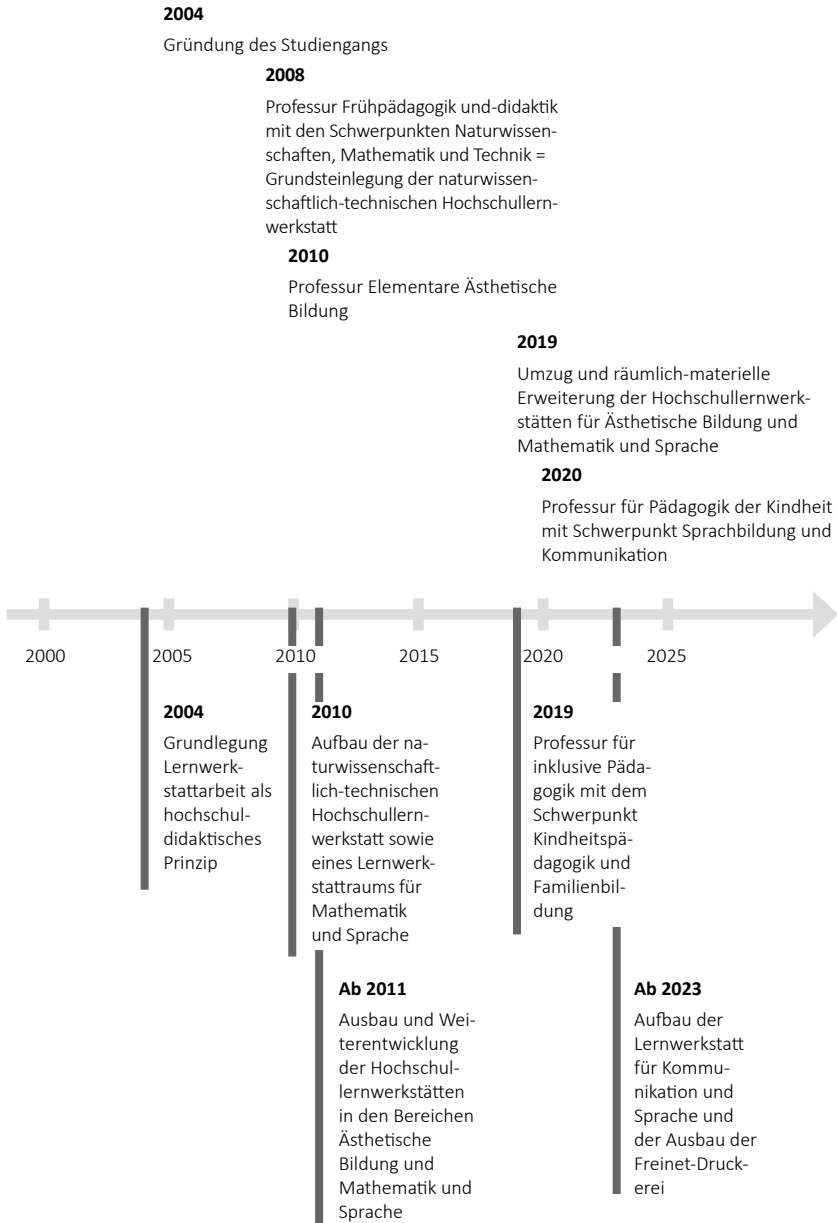 2004
Gründung des Studiengangs
2008
Professur Frühpädagogik und-didaktik
mit den Schwerpunkten Naturwissen-
schaften, Mathematik und Technik =
Grundsteinlegung der naturwissen-
schaftlich-technischen Hochschullern-
werkstatt
2010
Professur Elementare Ästhetische
Bildung
2019
Umzug und räumlich-materielle
Erweiterung der Hochschullernwerk-
stätten für Ästhetische Bildung und
Mathematik und Sprache
2020
Professur für Pädagogik der Kindheit
mit Schwerpunkt Sprachbildung und
Kommunikation
2000 2005 2010 2015 2020 2025
2004
Grundlegung
Lernwerk-
stattarbeit als
hochschul-
didaktisches
Prinzip
2010
Aufbau der na-
turwissenschaft-
lich-technischen
Hochschullern-
werkstatt sowie
eines Lernwerk-
stattraums für
Mathematik
und Sprache
2019
Professur für
inklusive Päda-
gogik mit dem
Schwerpunkt
Kindheitspä-
dagogik und
Familienbil-
dung
Ab 2011
Ausbau und Wei-
terentwicklung
der Hochschul-
lernwerkstätten
in den Bereichen
Ästhetische
Bildung und
Mathematik und
Sprache
Ab 2023
Aufbau der
Lernwerkstatt
für Kommu-
nikation und
Sprache und
der Ausbau der
Freinet-Druck-
erei